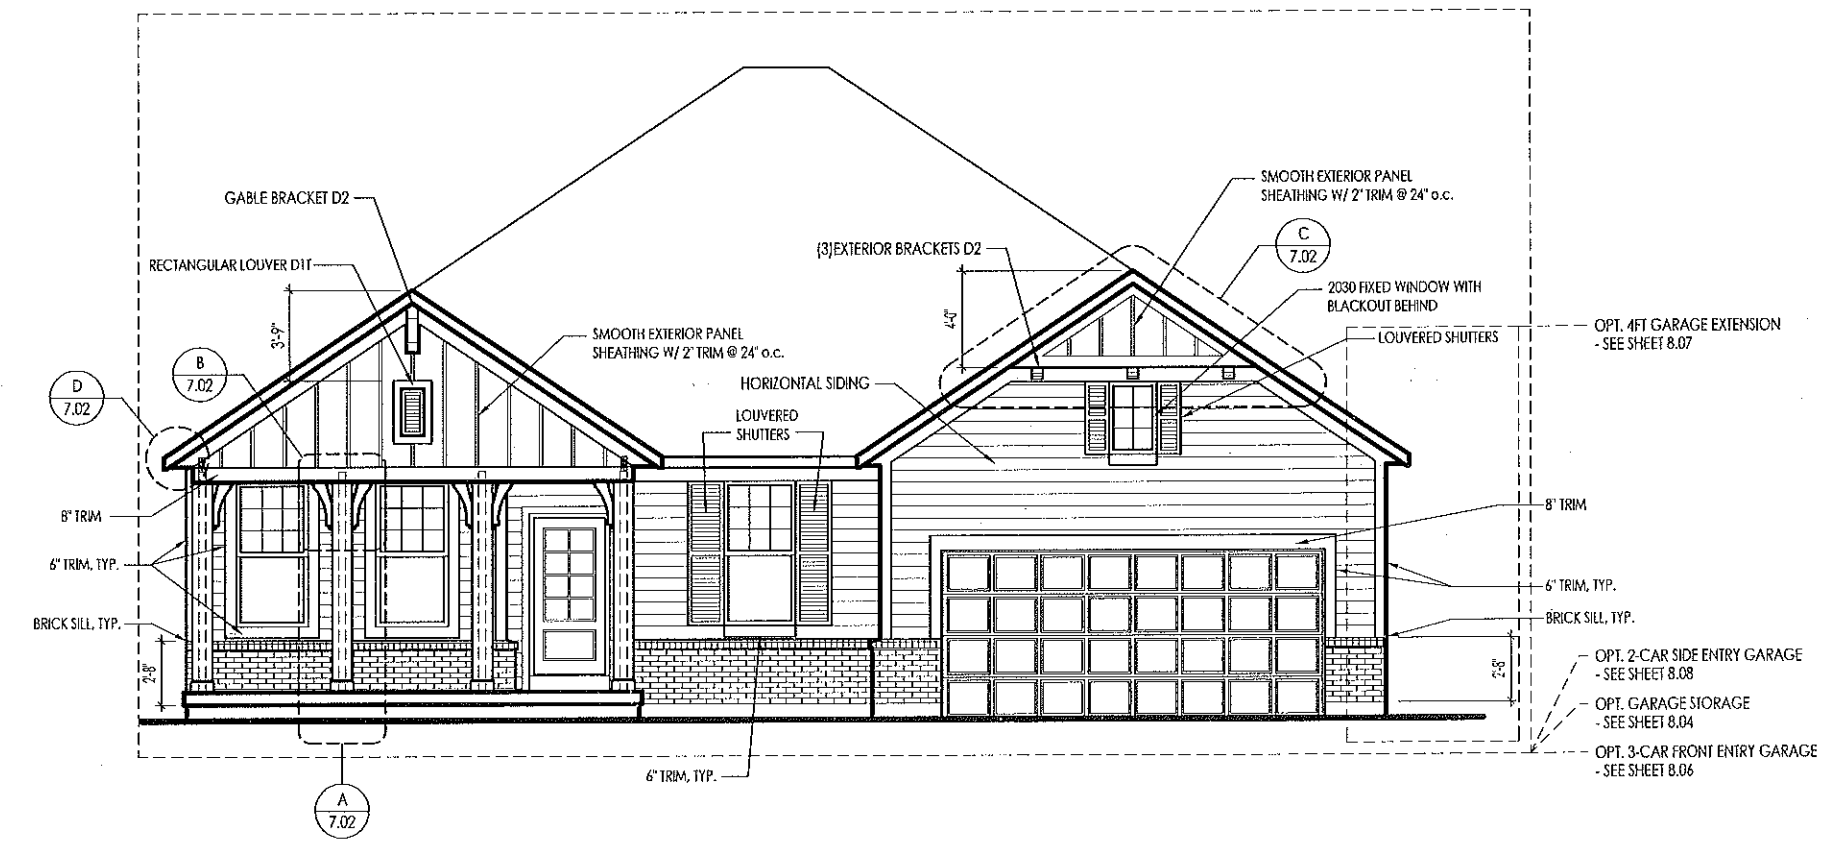 SMOOTH EXTERIOR PANEL
SHEATHING W/ 2" TRIM @ 24" o.c.
GABLE BRACKET D2
C
7.02
(3)EXTERIOR BRACKETS D2
RECTANGULAR LOUVER D1T
2030 FIXED WINDOW WITH
BLACKOUT BEHIND
3'-9"
4'-0"
OPT. 4FT GARAGE EXTENSION
- SEE SHEET 8.07
SMOOTH EXTERIOR PANEL
SHEATHING W/ 2" TRIM @ 24" o.c.
LOUVERED SHUTTERS
B
7.02
D
7.02
HORIZONTAL SIDING
LOUVERED
SHUTTERS
8" TRIM
8" TRIM
6" TRIM, TYP.
6" TRIM, TYP.
BRICK SILL, TYP.
BRICK SILL, TYP.
2'-8"
2'-8"
OPT. 2-CAR SIDE ENTRY GARAGE
- SEE SHEET 8.08
OPT. GARAGE STORAGE
- SEE SHEET 8.04
OPT. 3-CAR FRONT ENTRY GARAGE
- SEE SHEET 8.06
6" TRIM, TYP.
A
7.02